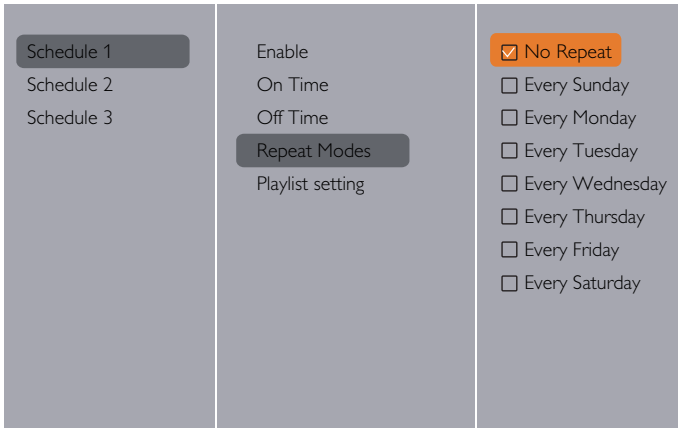 Schedule 1
Schedule 2
Schedule 3
Enable
On Time
Off Time
Repeat Modes
Playlist setting
No Repeat
Every Sunday
Every Monday
Every Tuesday
Every Wednesday
Every Thursday
Every Friday
Every Saturday